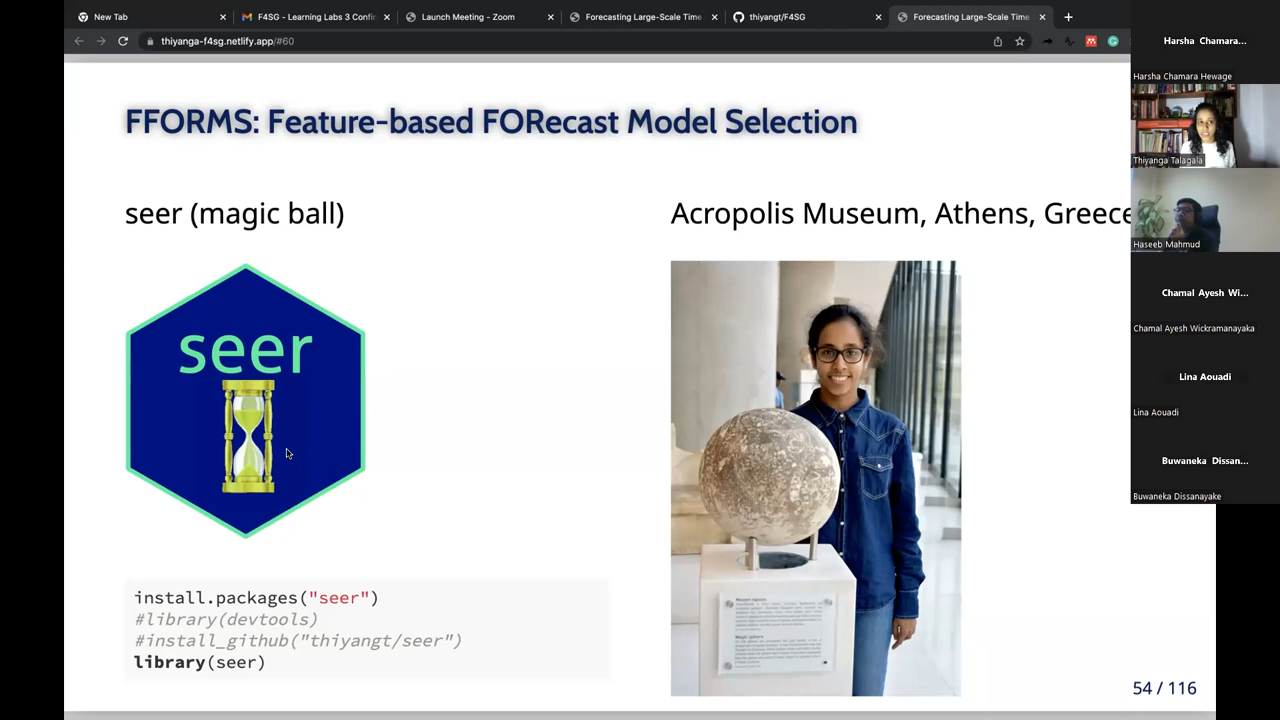 New Tab
F4SG - Learning Labs 3 Confir
Launch Meeting - Zoom
Forecasting Large-Scale Time
thiyangt/F4SG
Forecasting Large-Scale Time
thiyanga-f4sg.netlify.app/#60
FFORMS: Feature-based FORecast Model Selection
seer (magic ball)
Acropolis Museum, Athens, Greece
seer
install.packages("seer")
#library(devtools)
#install_github("thiyangt/seer")
library(seer)
Magic sphere
54 / 116
Harsha Chamara...
Harsha Chamara Hewage
Thiyanga Talagala
Haseeb Mahmud
Chamal Ayesh Wi...
Chamal Ayesh Wickramanayaka
Lina Aouadi
Lina Aouadi
Buwaneka Dissan...
Buwaneka Dissanayake